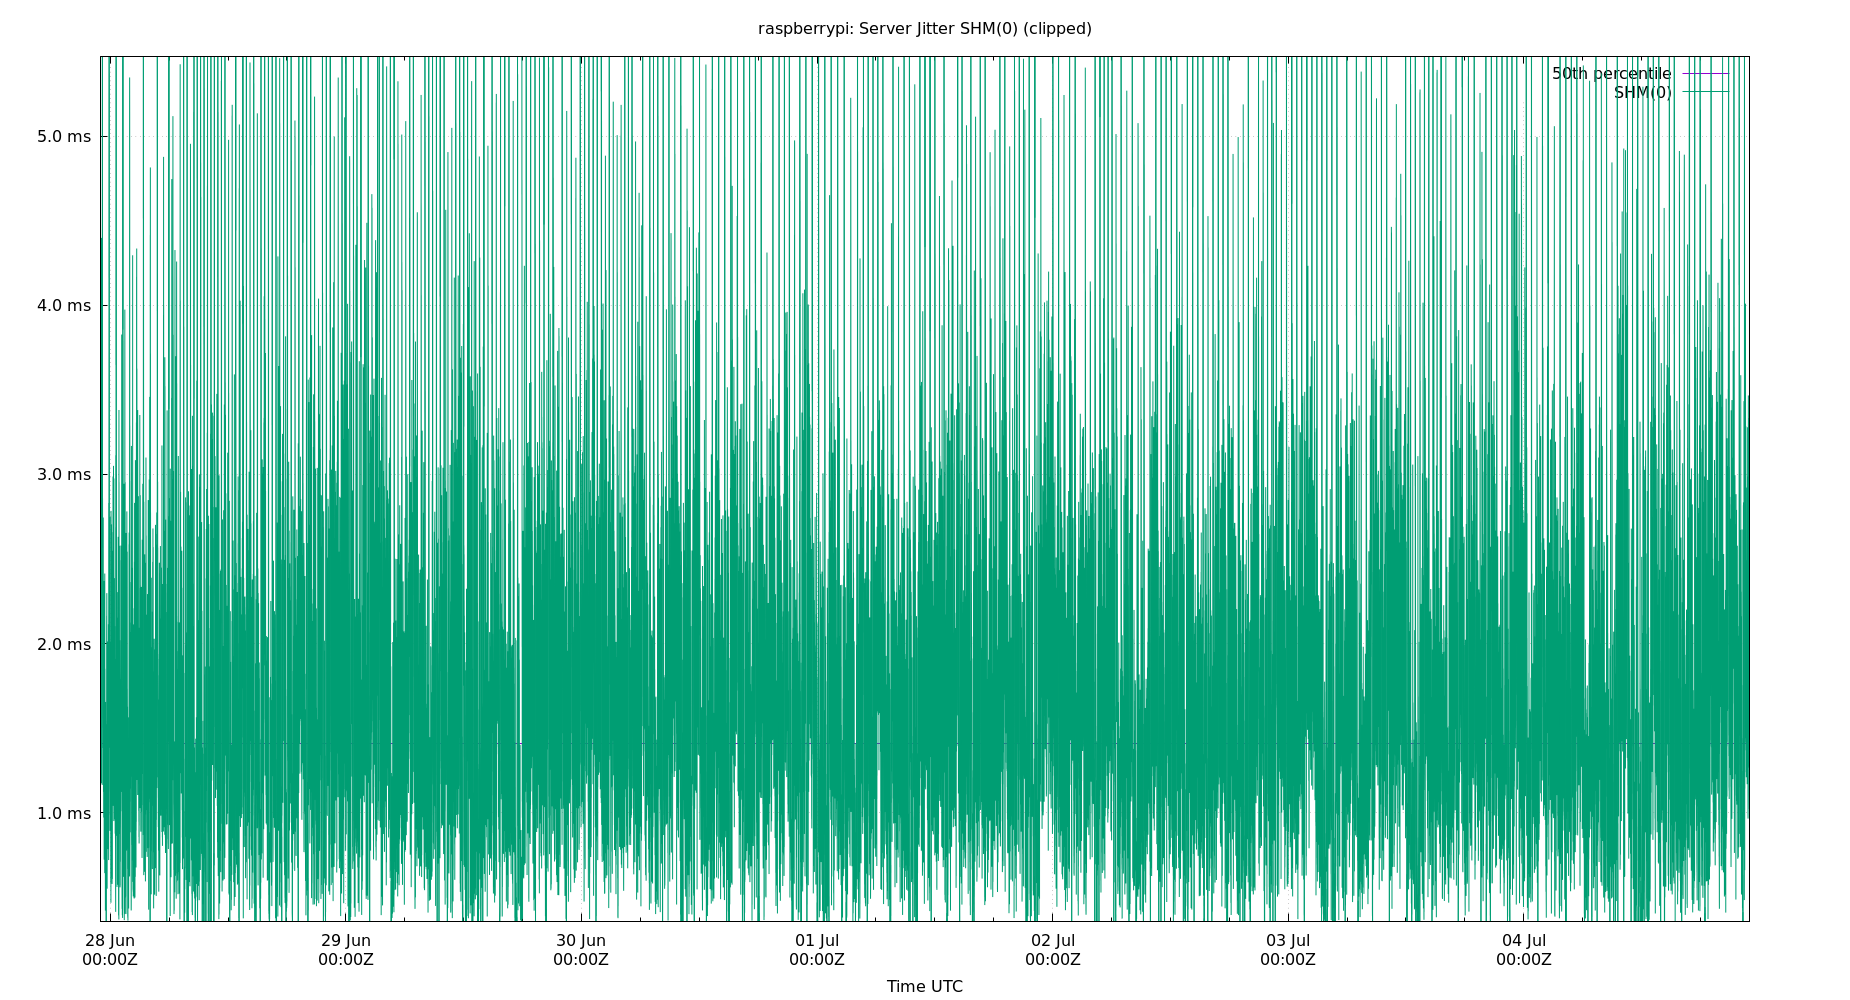 raspberrypi: Server Jitter SHM(0) (clipped)
50th percentile
SHM(0)
5.0 ms
4.0 ms
3.0 ms
2.0 ms
1.0 ms
28 Jun 29 Jun 30 Jun 01 Jul 02 Jul 03 Jul 04 Jul
00:00Z 00:00Z 00:00Z 00:00Z 00:00Z 00:00Z 00:00Z
Time UTC